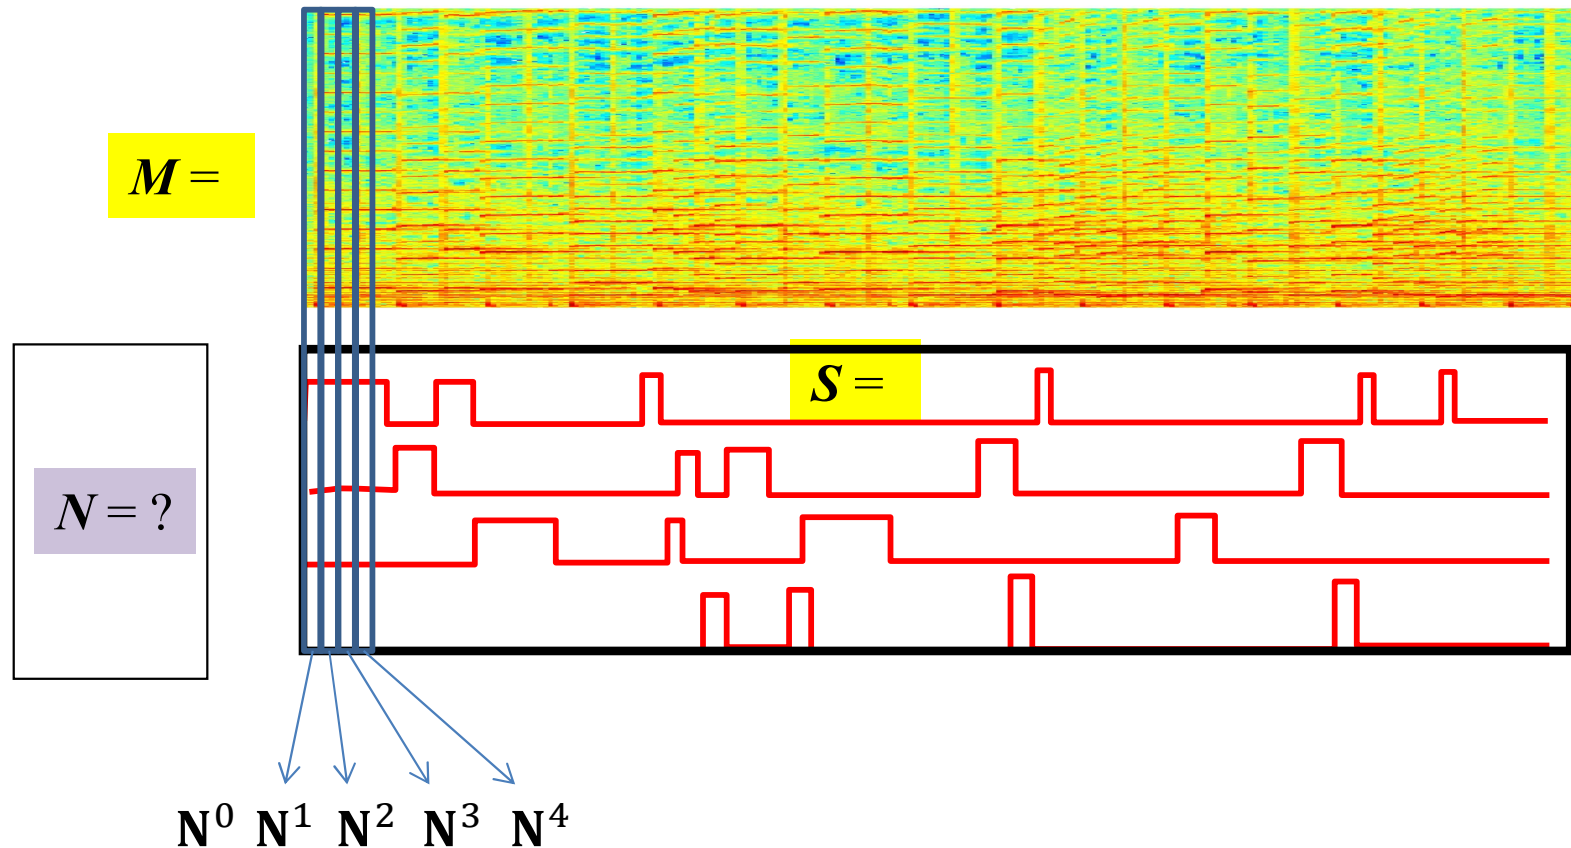 M =
S =
N = ?
N⁰ N¹ N² N³ N⁴